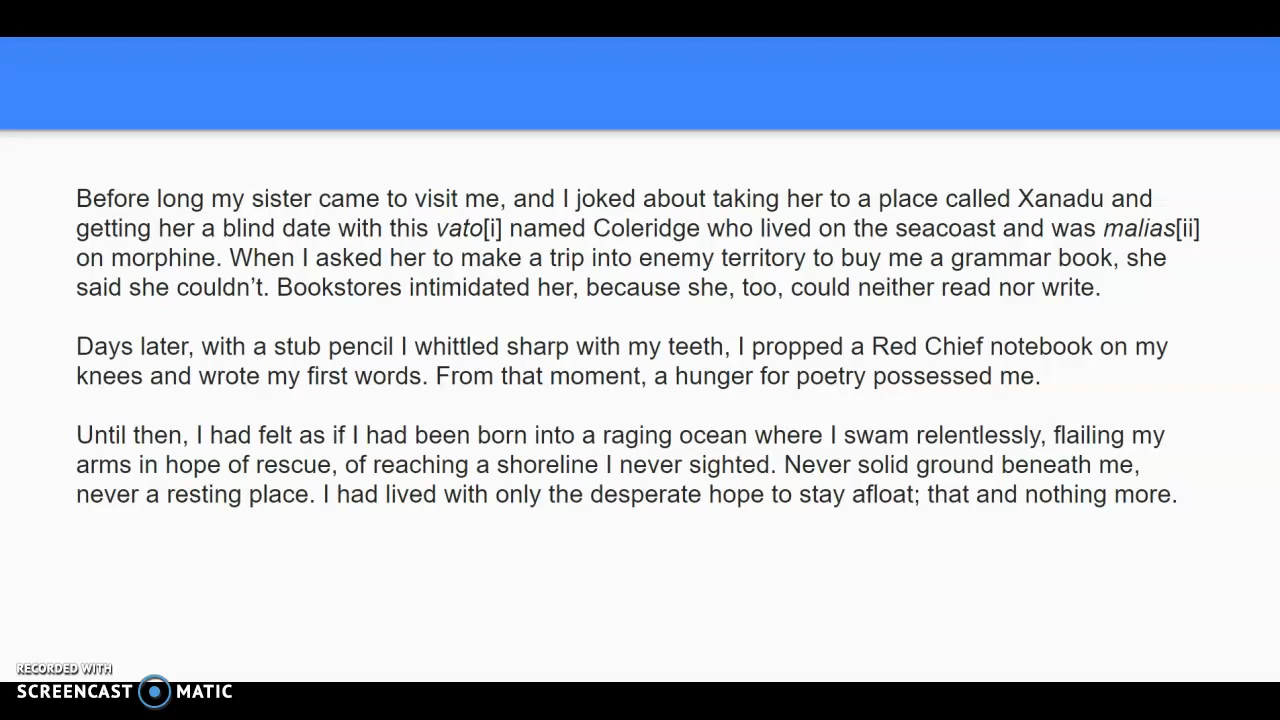 Before long my sister came to visit me, and I joked about taking her to a place called Xanadu and
getting her a blind date with this vato[i] named Coleridge who lived on the seacoast and was malias[ii]
on morphine. When I asked her to make a trip into enemy territory to buy me a grammar book, she
said she couldn’t. Bookstores intimidated her, because she, too, could neither read nor write.
Days later, with a stub pencil I whittled sharp with my teeth, I propped a Red Chief notebook on my
knees and wrote my first words. From that moment, a hunger for poetry possessed me.
Until then, I had felt as if I had been born into a raging ocean where I swam relentlessly, flailing my
arms in hope of rescue, of reaching a shoreline I never sighted. Never solid ground beneath me,
never a resting place. I had lived with only the desperate hope to stay afloat; that and nothing more.
RECORDED WITH
SCREENCAST MATIC